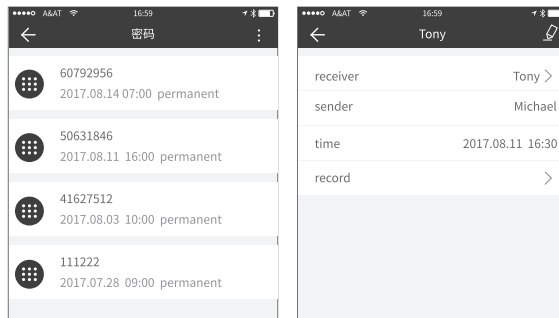 A&AT 16:59
密码
60792956
2017.08.14 07:00 permanent
50631846
2017.08.11 16:00 permanent
41627512
2017.08.03 10:00 permanent
111222
2017.07.28 09:00 permanent
A&AT 16:59
Tony
receiver Tony
sender Michael
time 2017.08.11 16:30
record